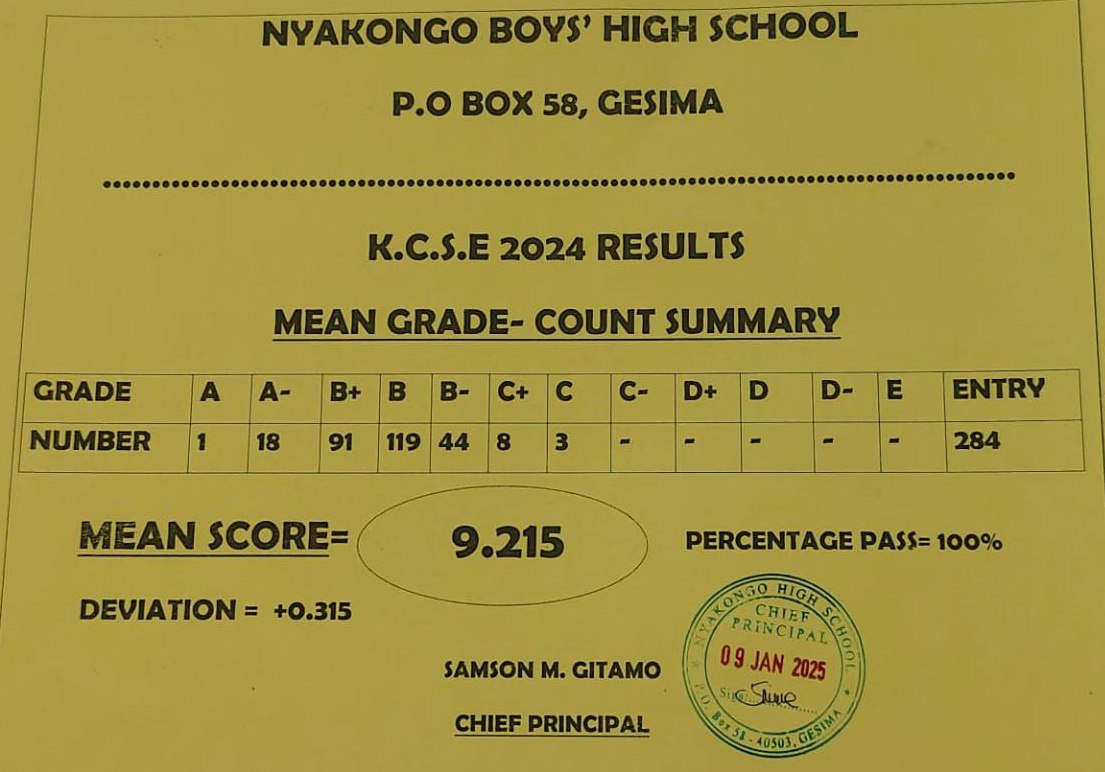 NYAKONGO BOYS' HIGH SCHOOL
P.O BOX 58, GESIMA
K.C.S.E 2024 RESULTS
MEAN GRADE- COUNT SUMMARY
GRADE A A- B+ B B- C+ C C- D+ D D- E ENTRY
NUMBER 1 18 91 119 44 8 3 - - - - - 284
MEAN SCORE= 9.215 PERCENTAGE PASS= 100%
DEVIATION = +0.315
SAMSON M. GITAMO
CHIEF PRINCIPAL
NYAKONGO HIGH SCHOOL
CHIEF
PRINCIPAL
09 JAN 2025
Sign:
P.O. Box 58 - 40503, GESIMA